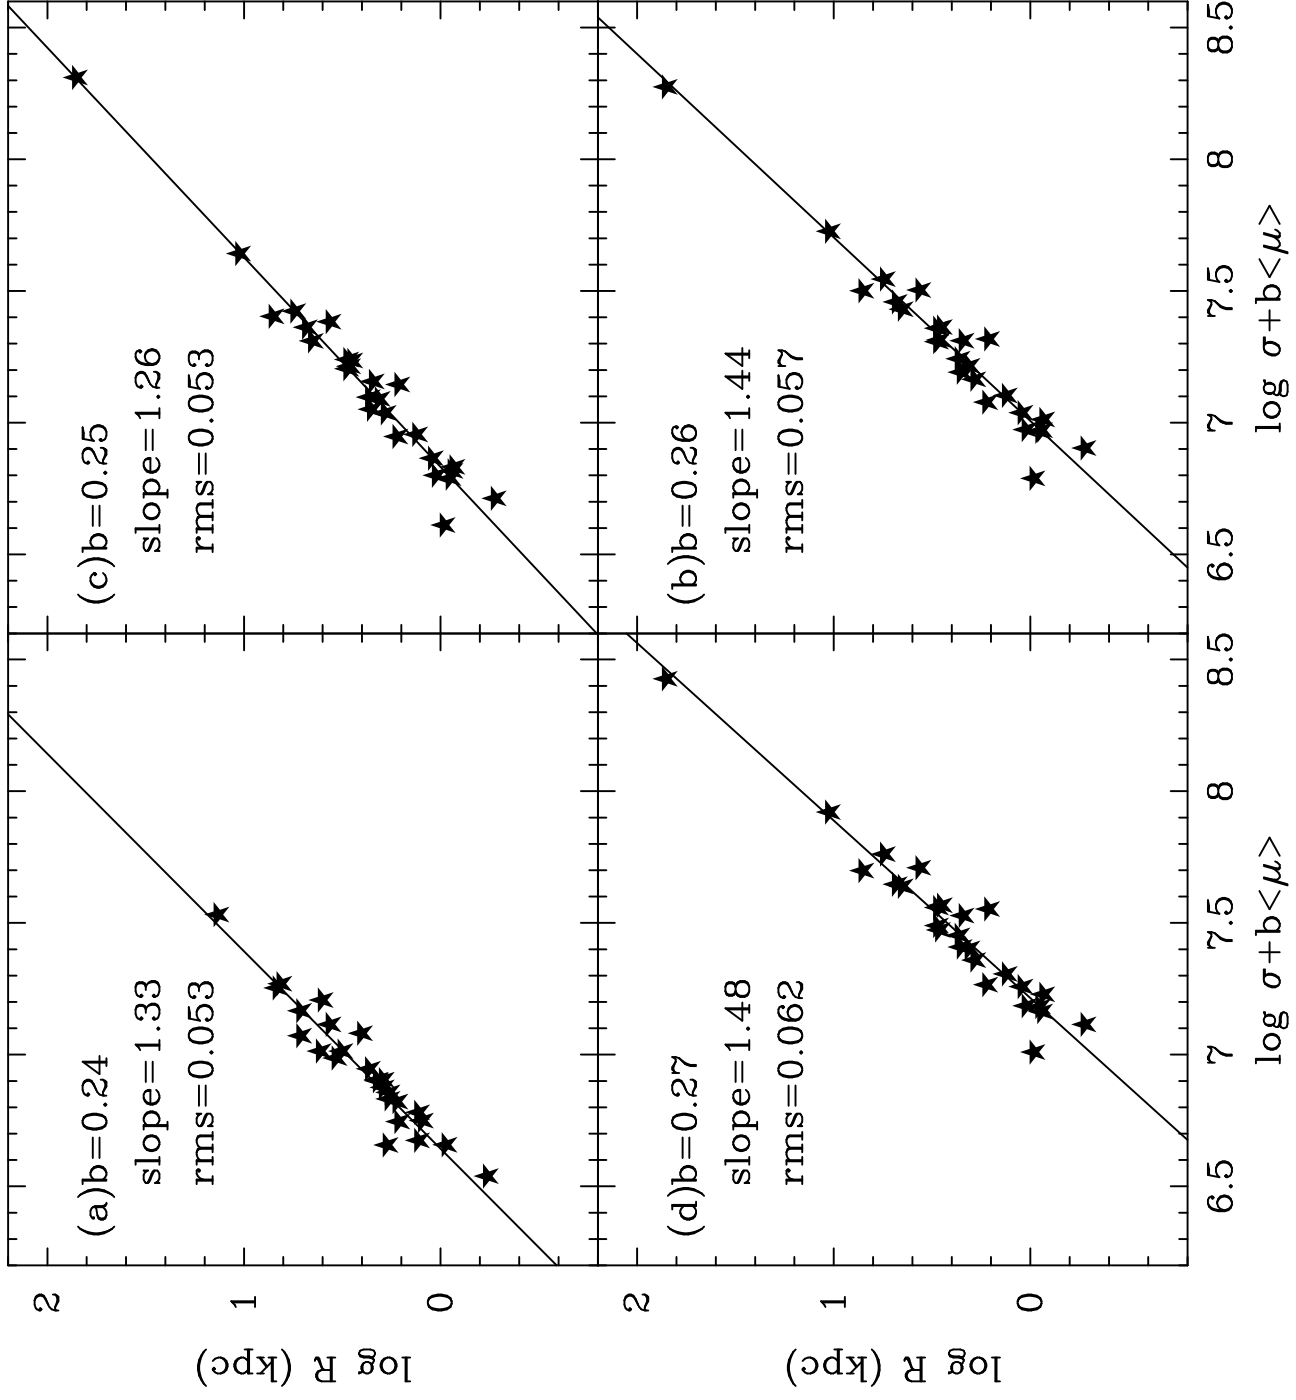 (a)b=0.24
slope=1.33
rms=0.053
(c)b=0.25
slope=1.26
rms=0.053
2
1
0
log R (kpc)
(d)b=0.27
slope=1.48
rms=0.062
(b)b=0.26
slope=1.44
rms=0.057
2
1
0
log R (kpc)
6.5 7 7.5 8 8.5
6.5 7 7.5 8 8.5
log σ+b<μ>
log σ+b<μ>